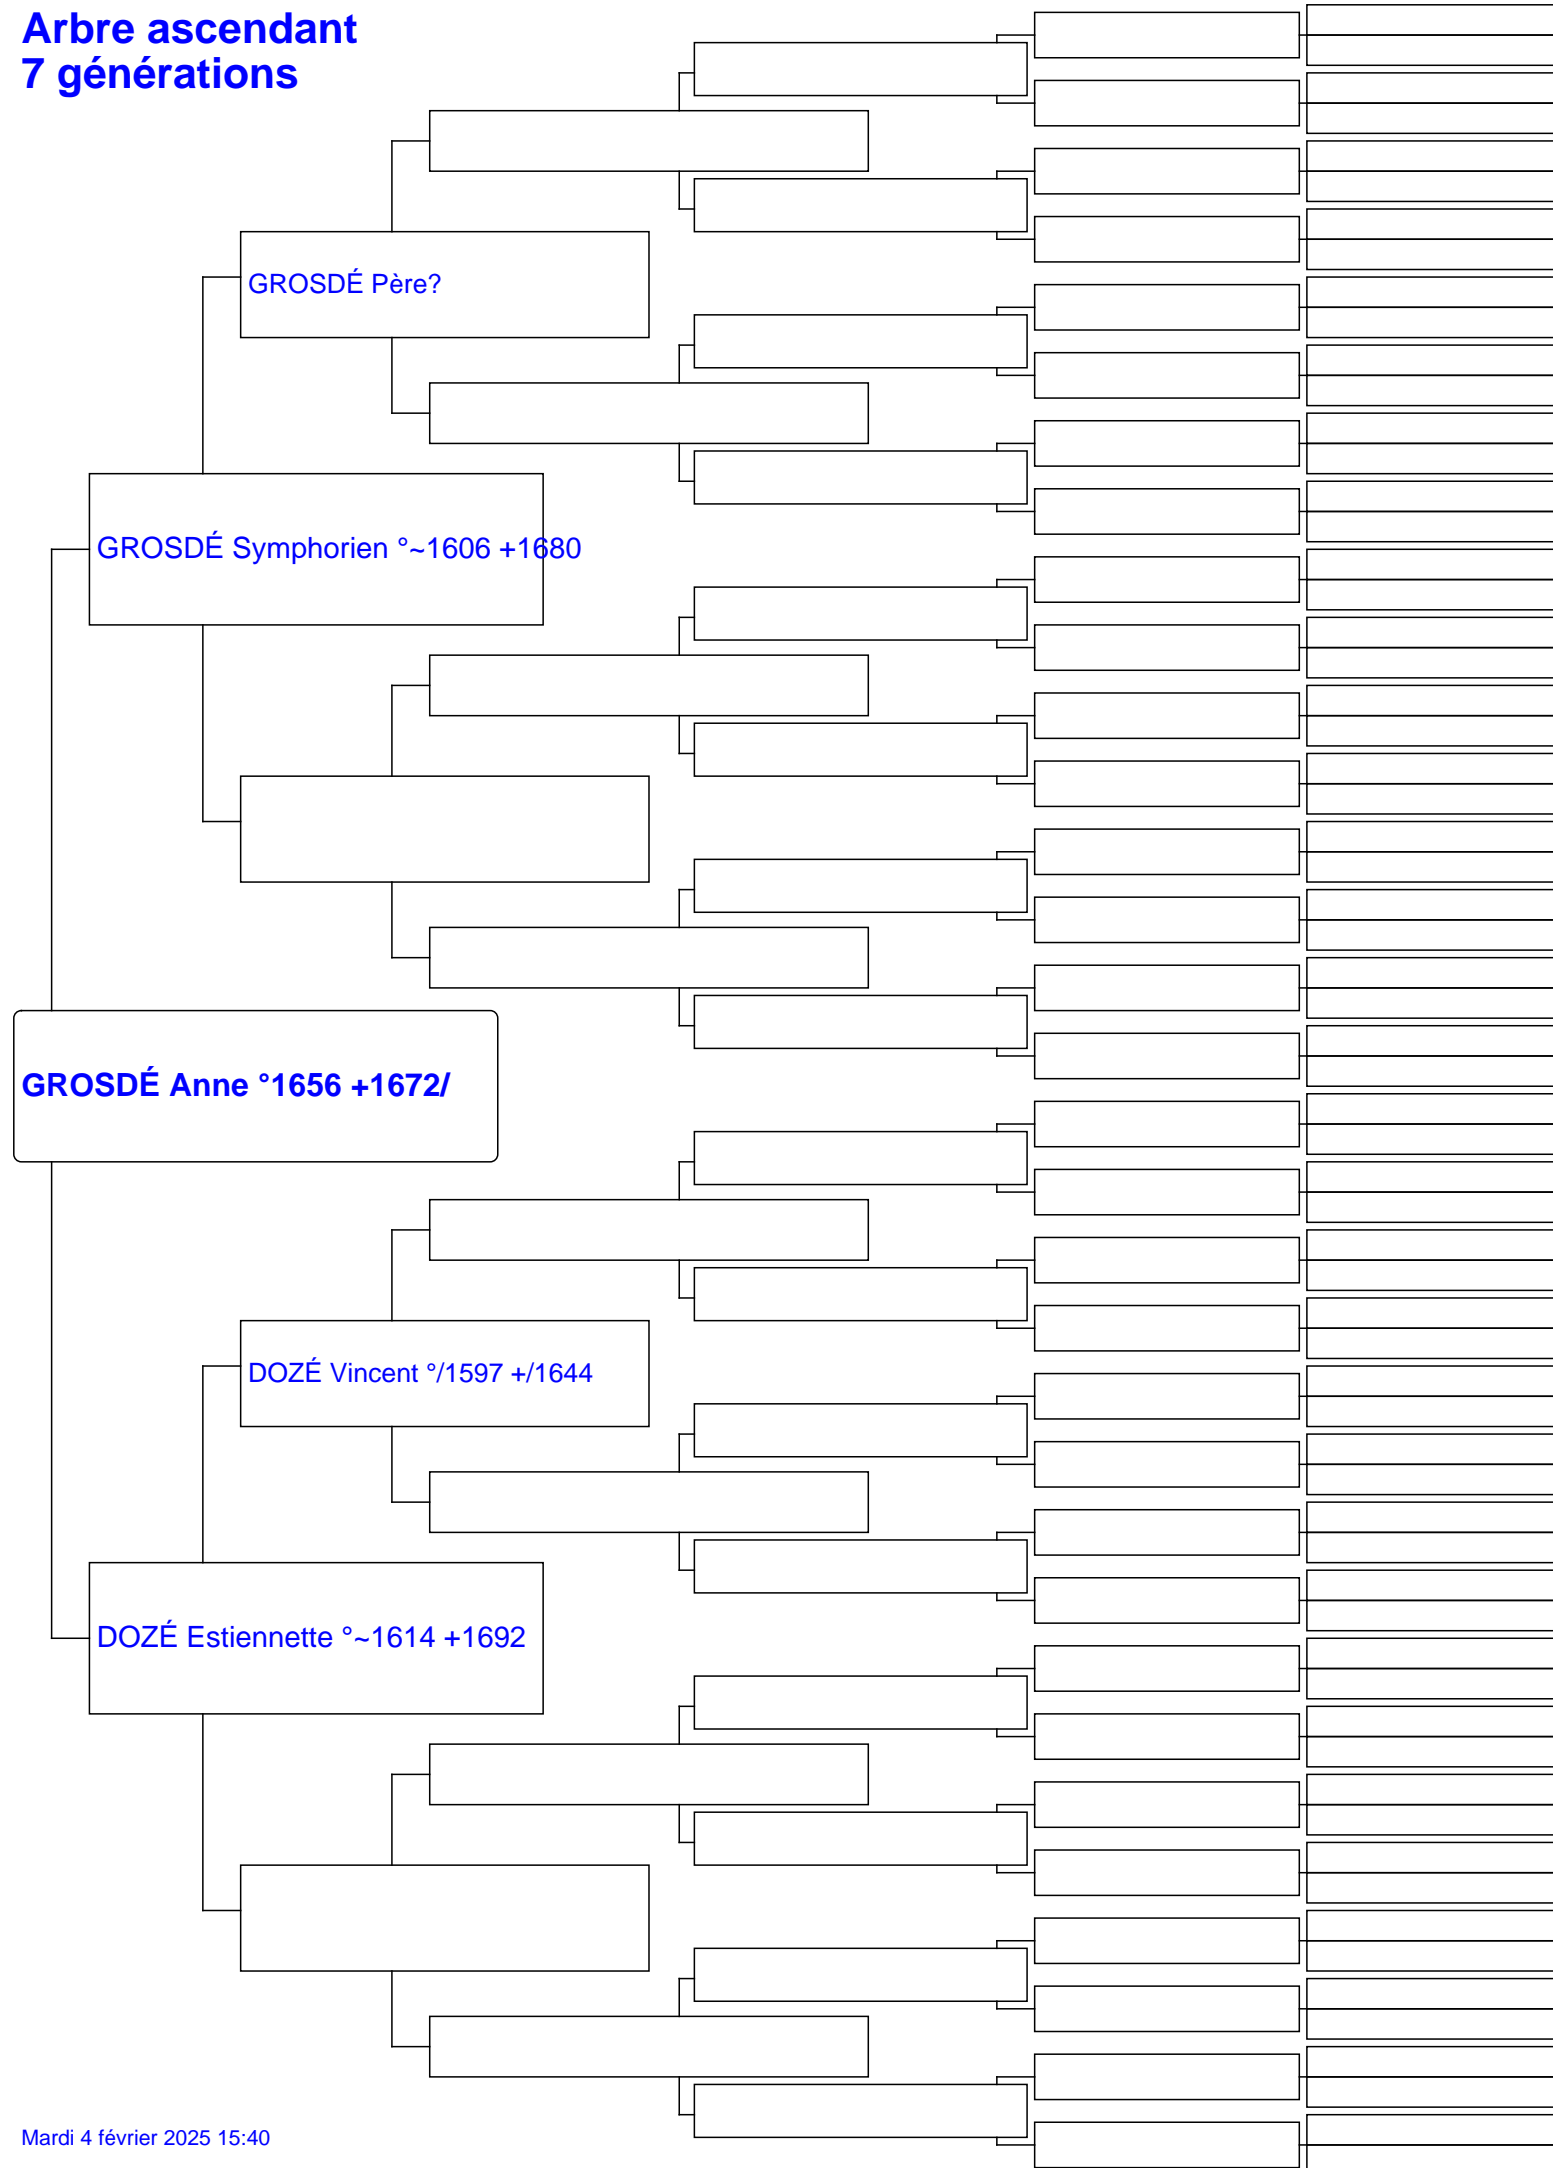 Arbre ascendant
7 générations
GROSDÉ Père?
GROSDÉ Symphorien °~1606 +1680
GROSDÉ Anne °1656 +1672/
DOZÉ Vincent °/1597 +/1644
DOZÉ Estiennette °~1614 +1692
Mardi 4 février 2025 15:40